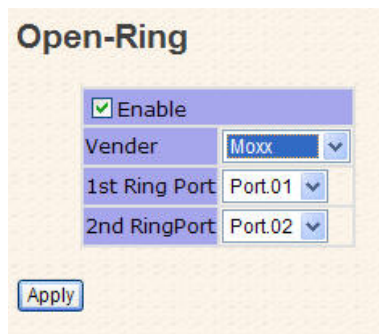 Open-Ring
Enable
Vender Moxx
1st Ring Port Port.01
2nd RingPort Port.02
Apply